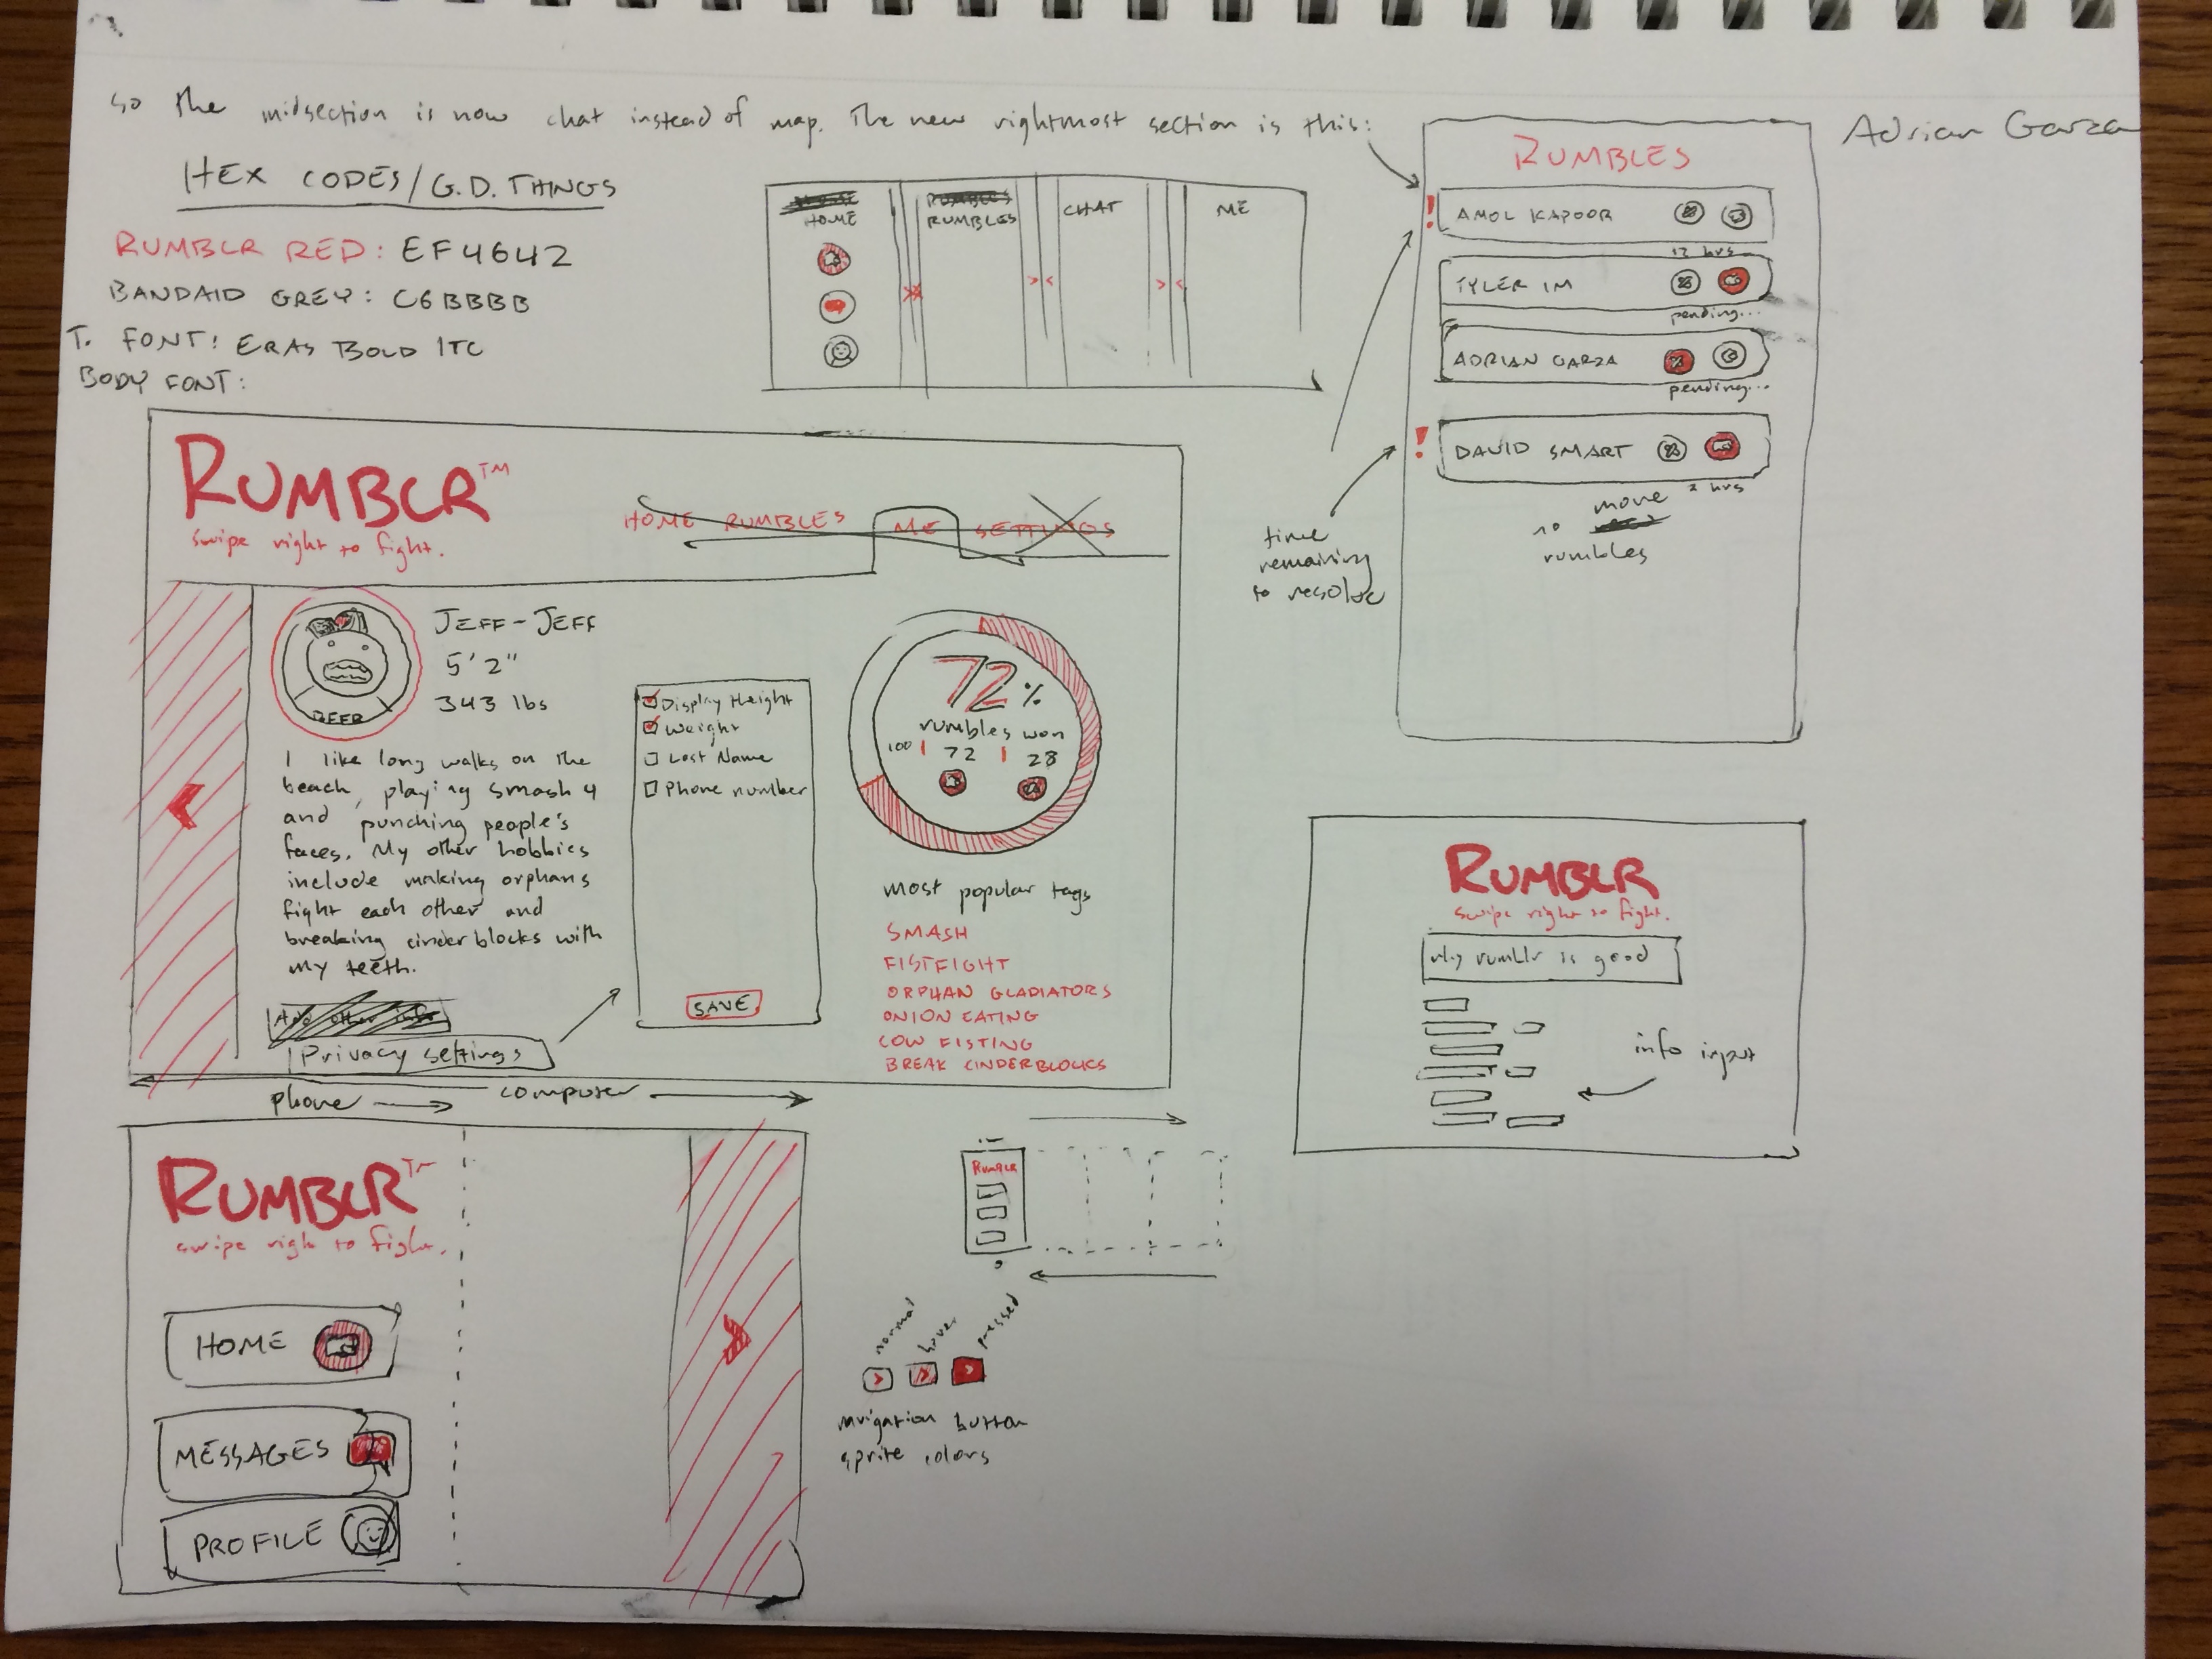 so the midsection is now chat instead of map. The new rightmost section is this:
Adrian Garza
HEX CODES/G.D. THINGS
RUMBLR RED: EF4642
BANDAID GREY: C6BBBB
T. FONT: ERAS BOLD ITC
BODY FONT:
HOME
RUMBLES
RUMBLES
CHAT
ME
RUMBLES
! AMOL KAPOOR
12 hrs
TYLER IM
pending...
ADRIAN GARZA
pending...
! DAVID SMART
2 hrs
no move
rumbles
time
remaining
to resolve
RUMBLR™
swipe right to fight.
HOME RUMBLES ME SETTINGS
JEFF-JEFF
5'2"
343 lbs
BEER
I like long walks on the
beach, playing smash 4
and punching people's
faces. My other hobbies
include making orphans
fight each other and
breaking cinderblocks with
my teeth.
Add other info
Privacy settings
Display Height
Weight
Last Name
Phone number
SAVE
72%
rumbles won
100 | 72 | 28
most popular tags
SMASH
FISTFIGHT
ORPHAN GLADIATORS
ONION EATING
COW FISTING
BREAK CINDERBLOCKS
RUMBLR
swipe right to fight.
why rumblr is good
info input
phone
computer
RUMBLR™
swipe righ to fight.
HOME
MESSAGES
PROFILE
RUMBLR
normal
hover
pressed
navigation button
sprite colors